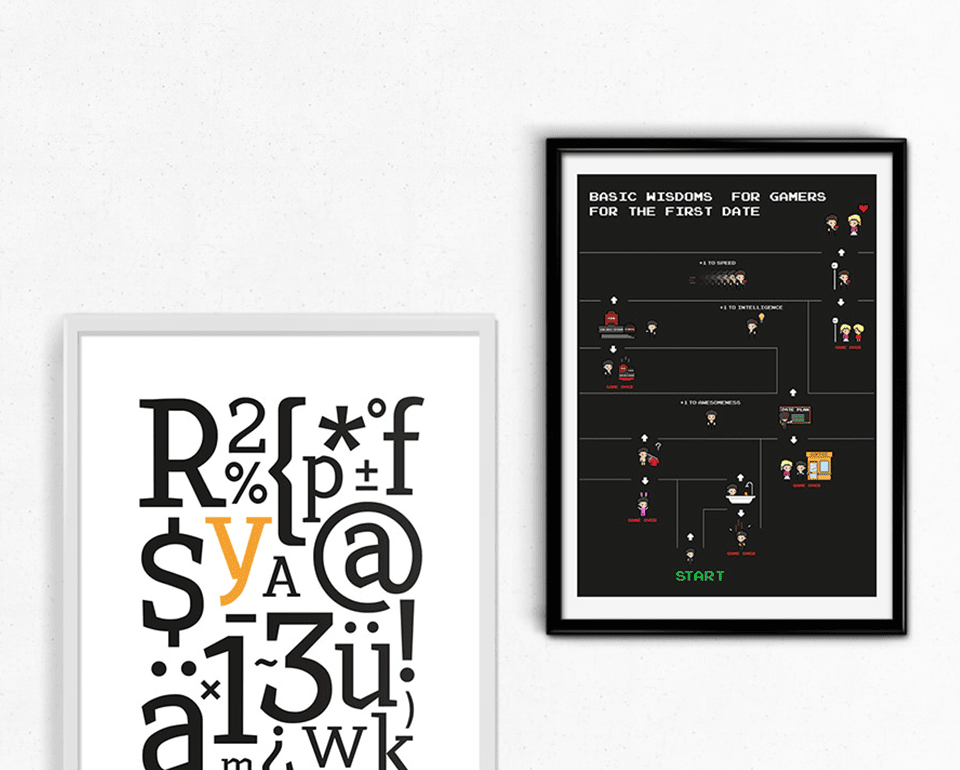 R 2 { * ° f
% p ±
$ y A @
- 1 3 ü !
ä × ~ )
m ¿ w k
BASIC WISDOMS FOR GAMERS
FOR THE FIRST DATE
+1 TO SPEED
+1 TO INTELLIGENCE
GAME OVER
GAME OVER
+1 TO AWESOMENESS
DATE PLAN
COFFEE
GAME OVER
GAME OVER
GAME OVER
START